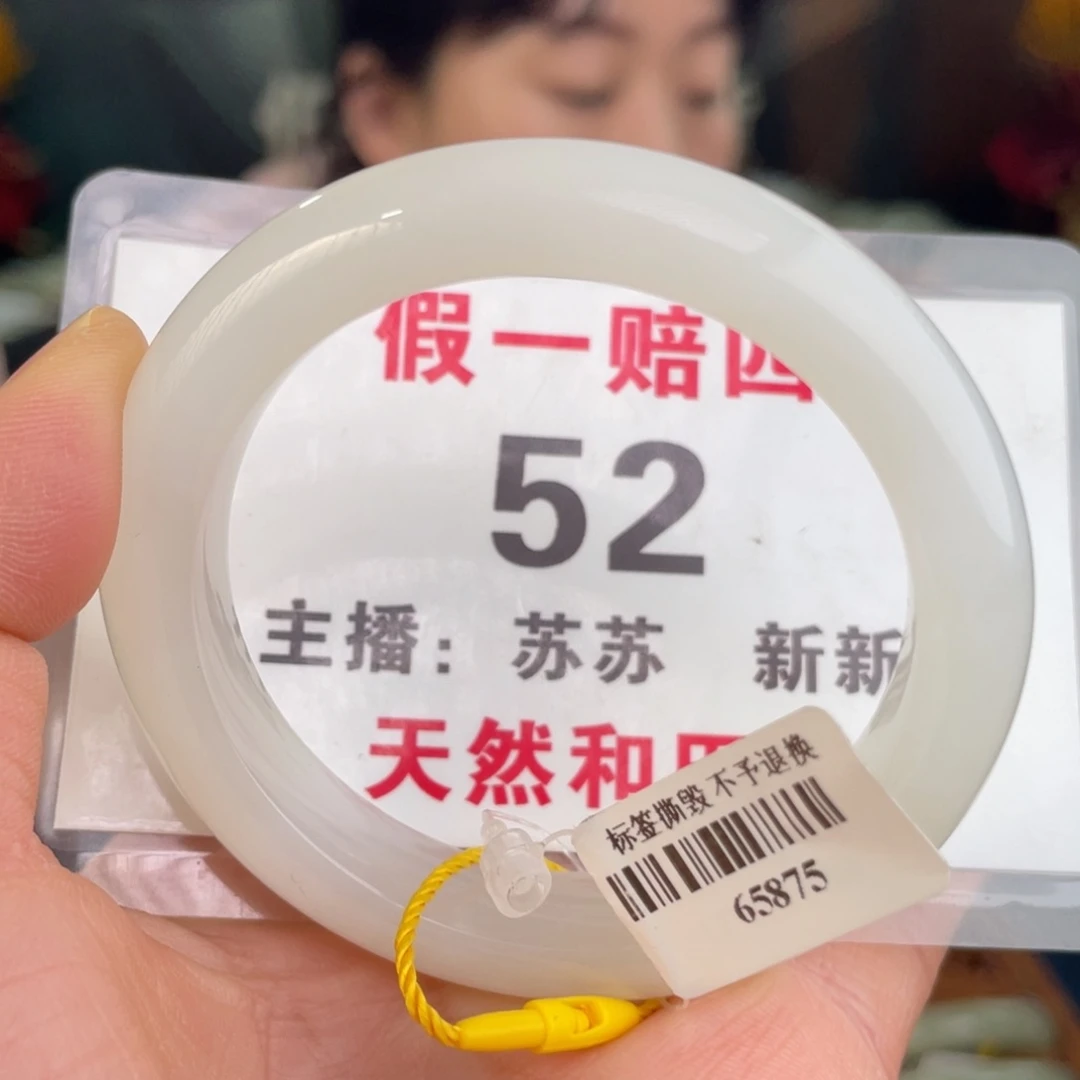 假一赔四
52
主播：苏苏 新新
天然和田
标签撕毁 不予退换
65875